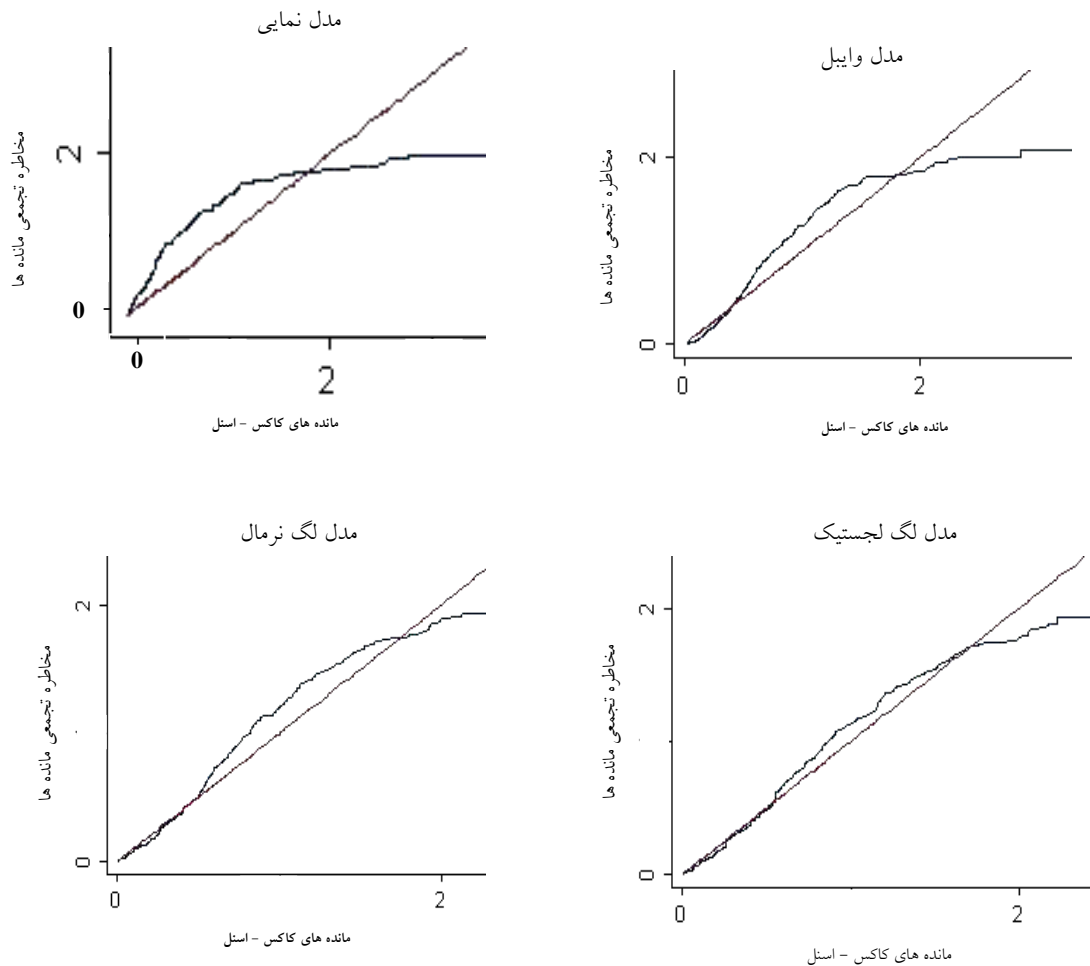 مدل نمایی
مخاطره تجمعی مانده ها
2
0
0
2
مانده های کاکس – اسنل
مدل وایبل
مخاطره تجمعی مانده ها
2
0
0
2
مانده های کاکس – اسنل
مدل لگ نرمال
مخاطره تجمعی مانده ها
2
0
0
2
مانده های کاکس – اسنل
مدل لگ لجستیک
مخاطره تجمعی مانده ها
2
0
0
2
مانده های کاکس – اسنل